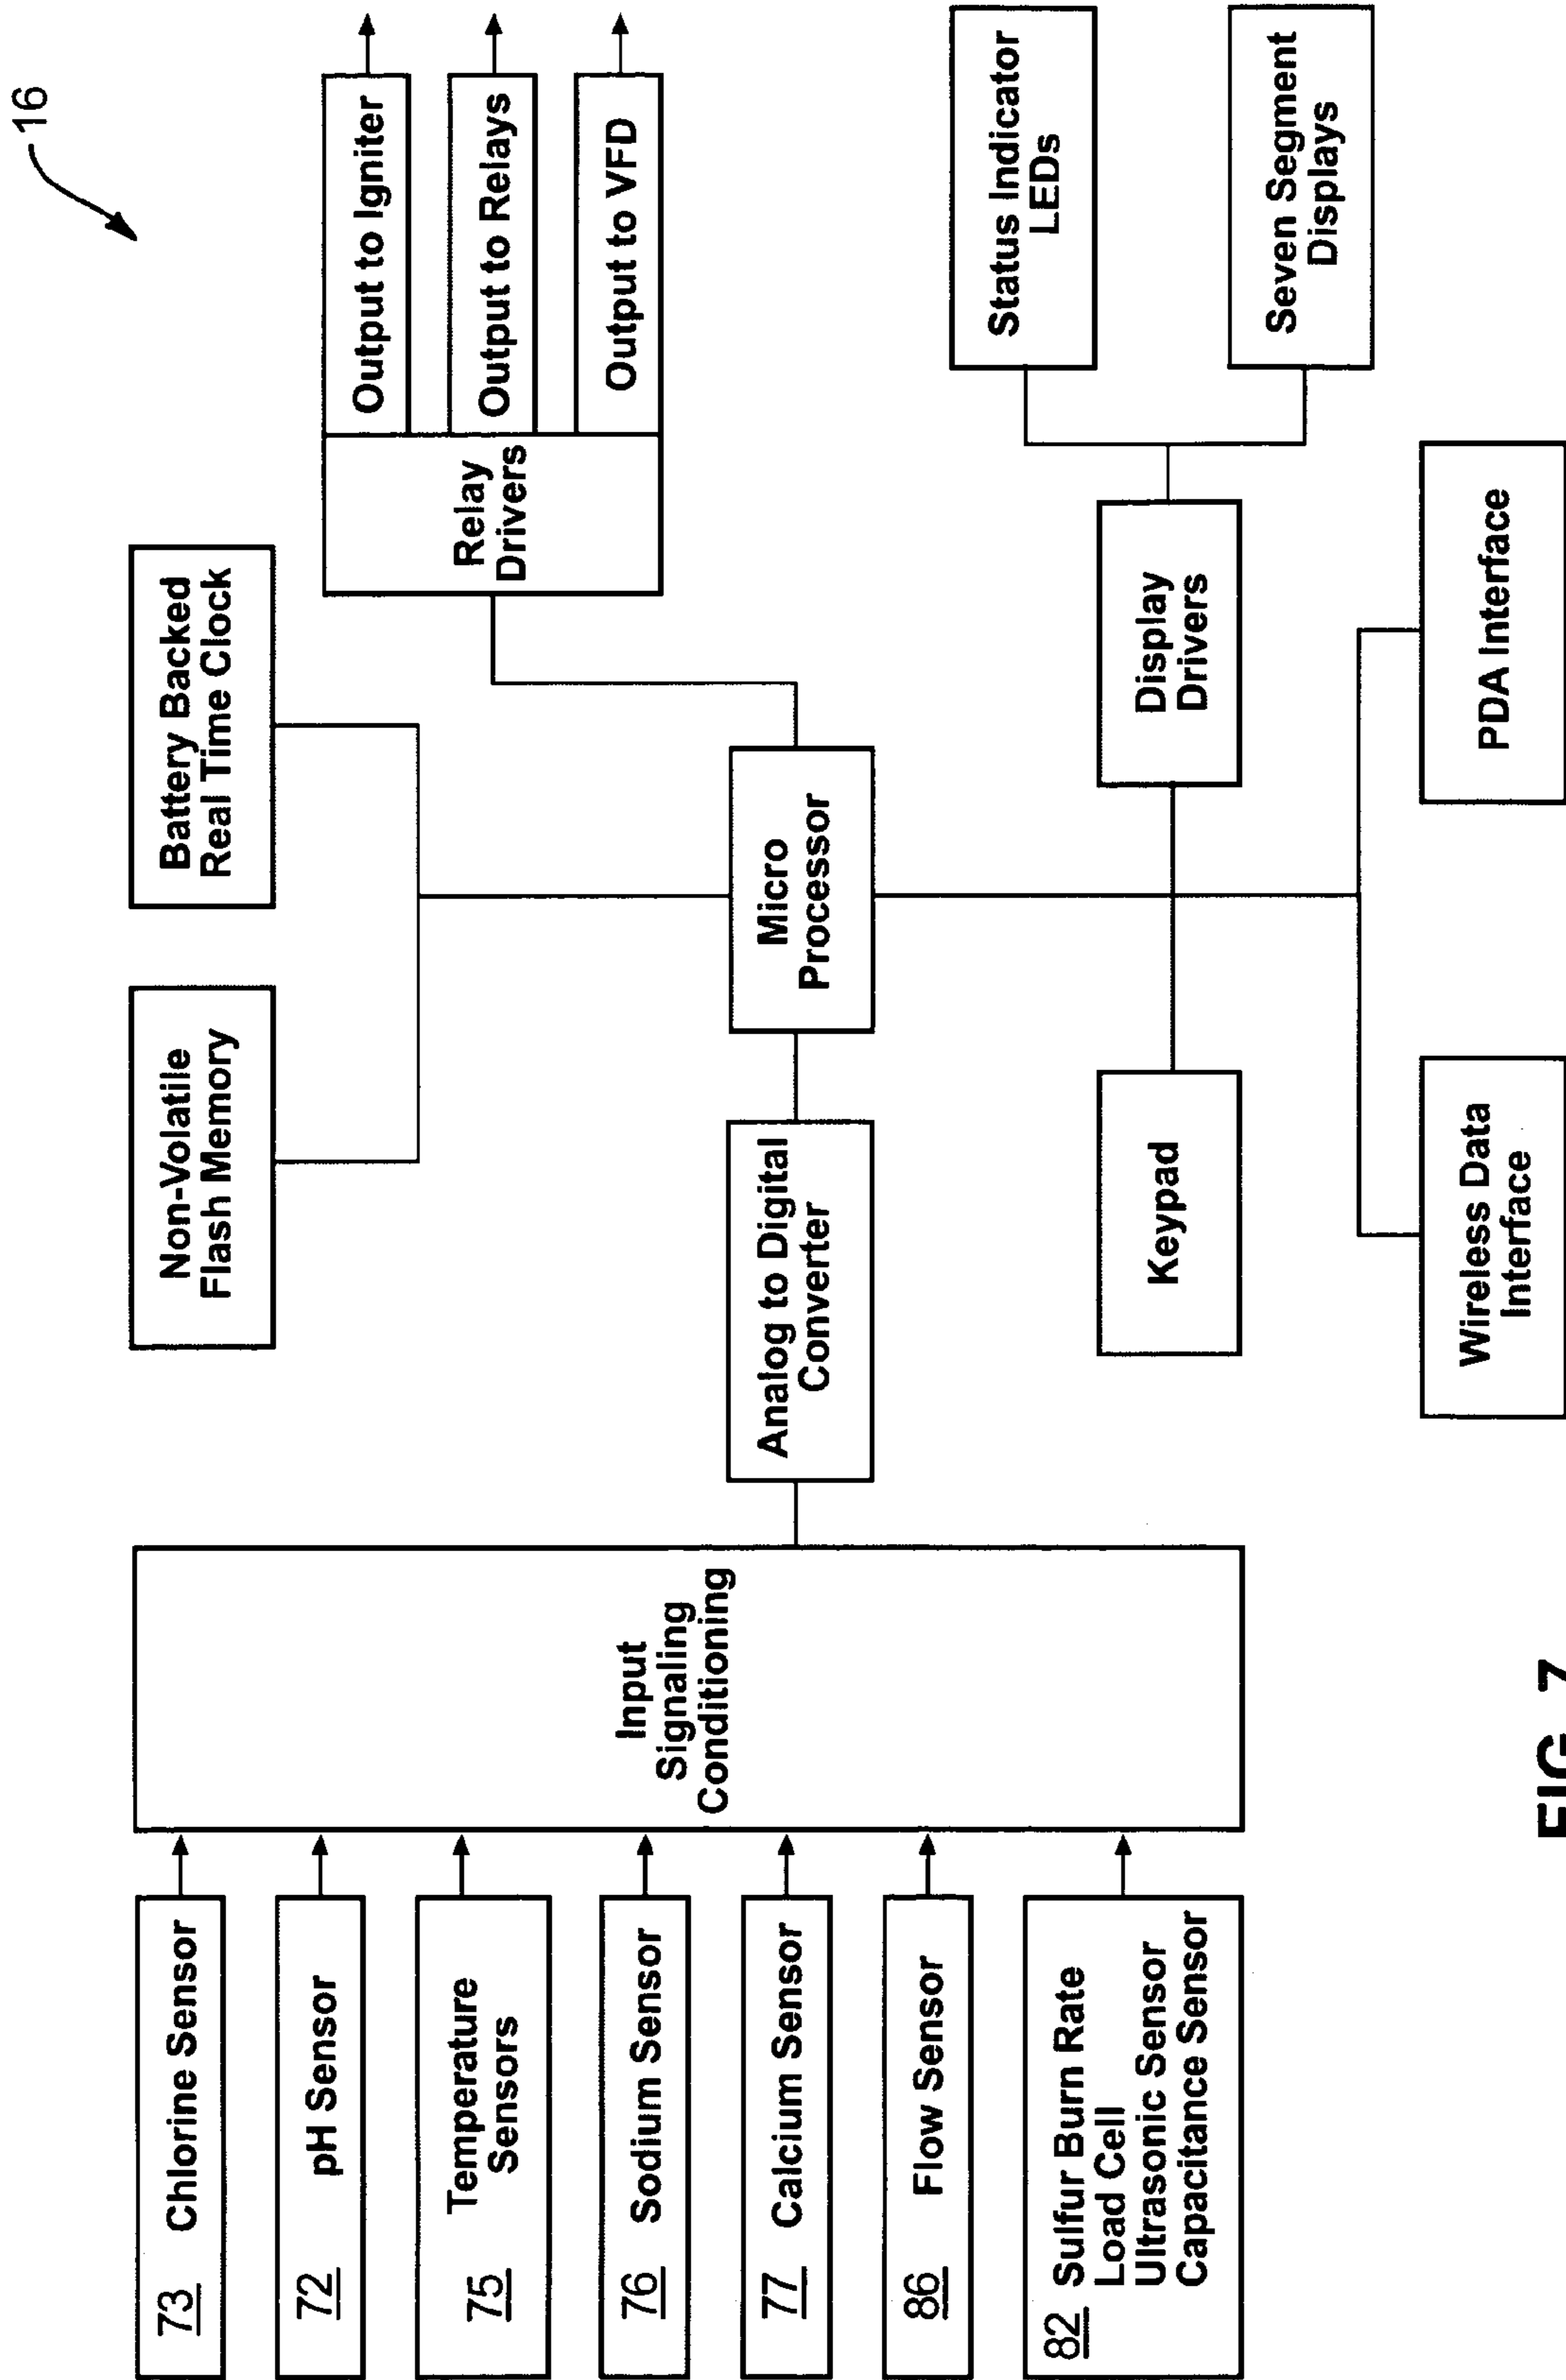 16
73 Chlorine Sensor
72 pH Sensor
75 Temperature
Sensors
76 Sodium Sensor
77 Calcium Sensor
86 Flow Sensor
82 Sulfur Burn Rate
Load Cell
Ultrasonic Sensor
Capacitance Sensor
Input
Signaling
Conditioning
Non-Volatile
Flash Memory
Battery Backed
Real Time Clock
Analog to Digital
Converter
Micro
Processor
Relay
Drivers
Output to Igniter
Output to Relays
Output to VFD
Keypad
Display
Drivers
Status Indicator
LEDs
Seven Segment
Displays
Wireless Data
Interface
PDA Interface
FIG. 7